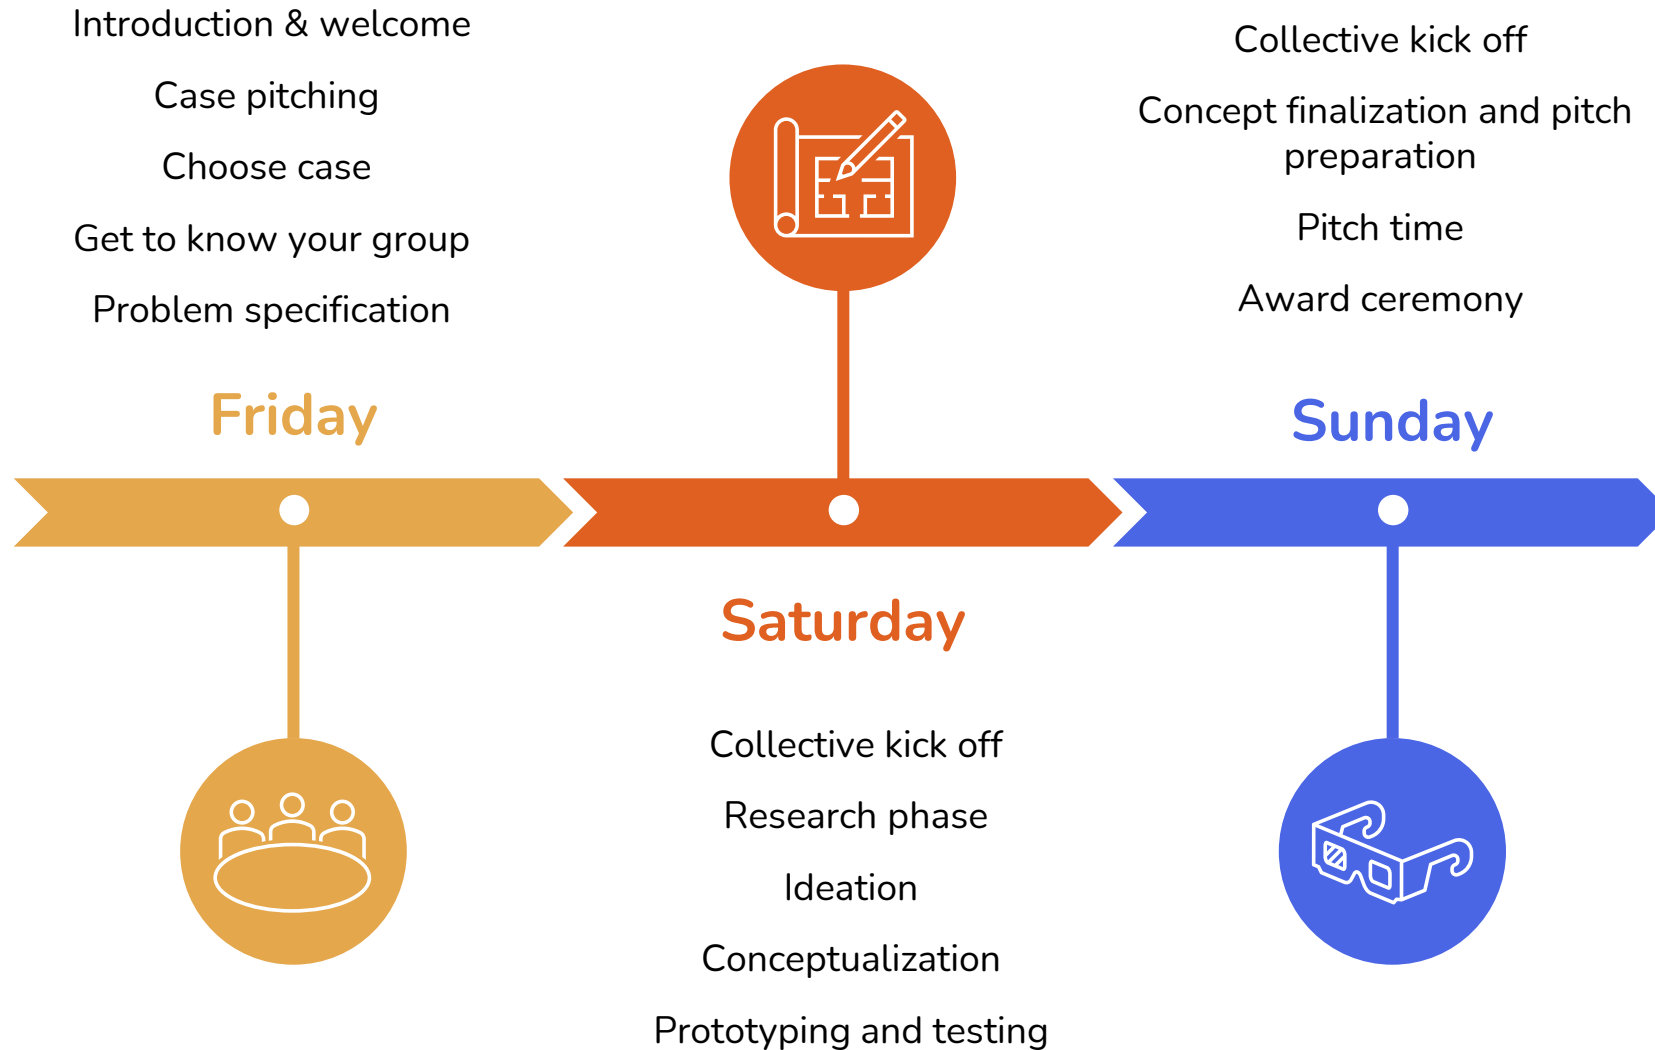 Introduction & welcome
Case pitching
Choose case
Get to know your group
Problem specification
Friday
Saturday
Collective kick off
Research phase
Ideation
Conceptualization
Prototyping and testing
Collective kick off
Concept finalization and pitch
preparation
Pitch time
Award ceremony
Sunday